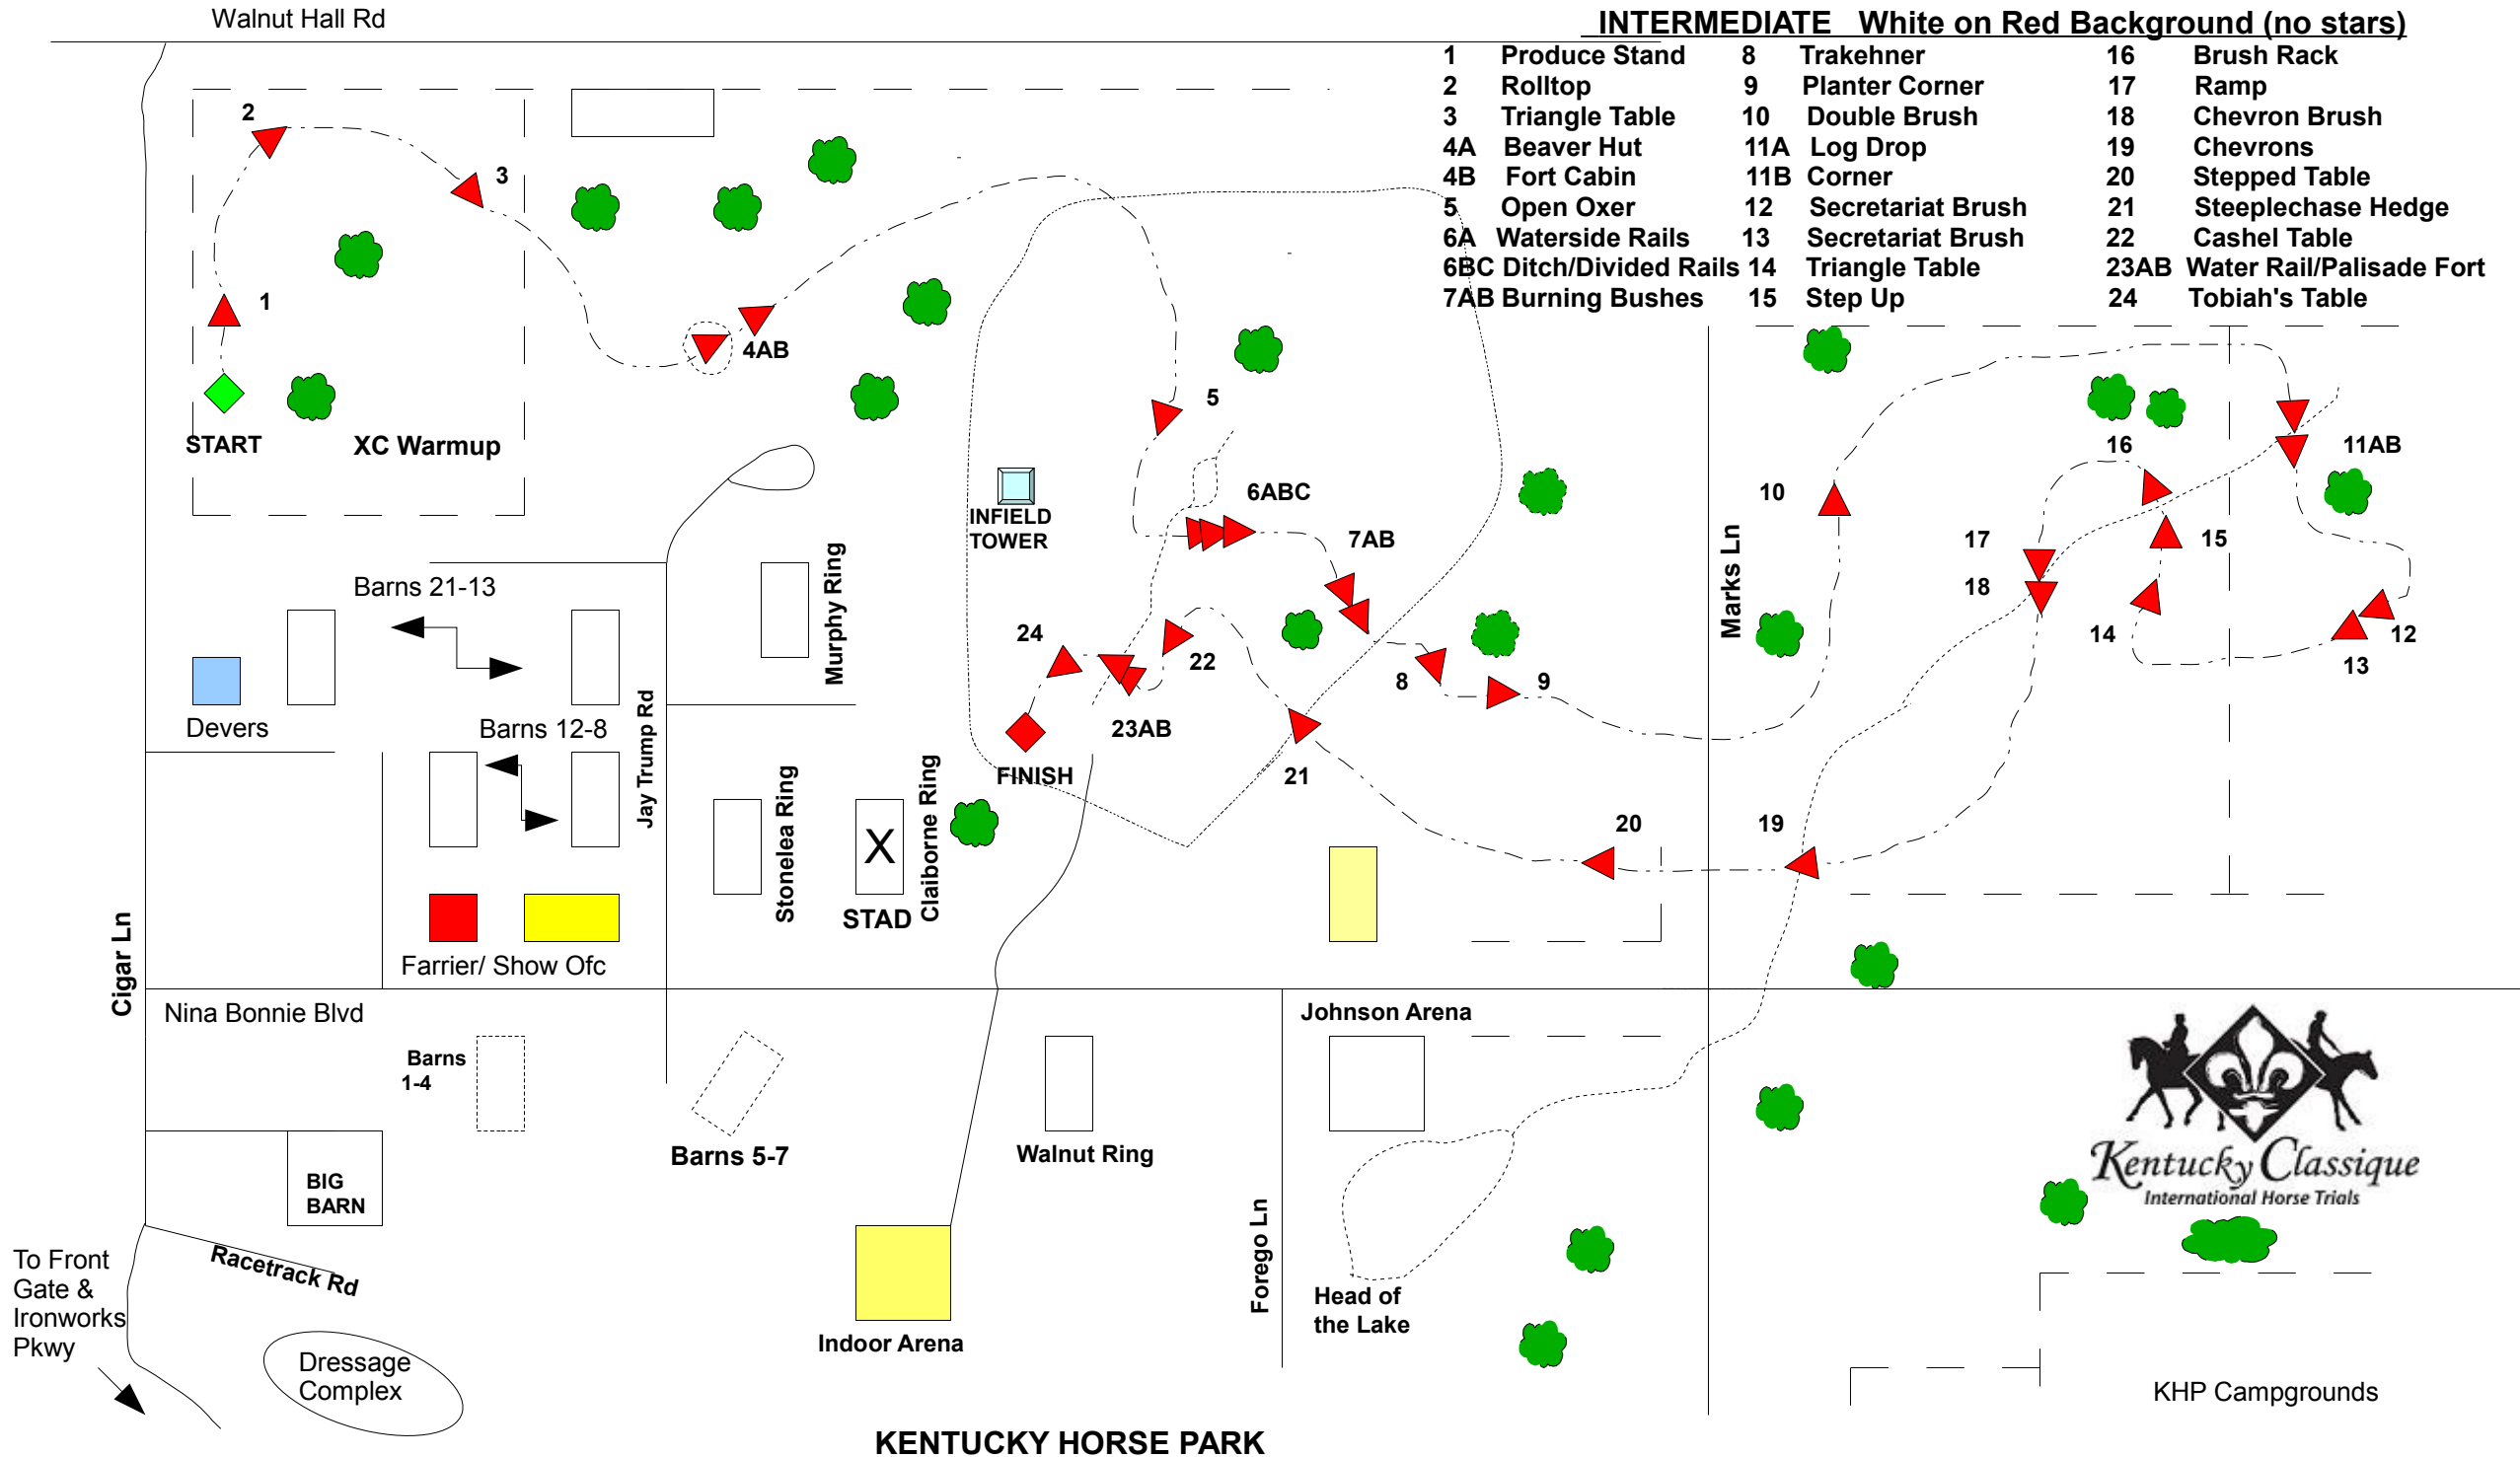 Walnut Hall Rd
INTERMEDIATE White on Red Background (no stars)
1 Produce Stand 8 Trakehner 16 Brush Rack
2 Rolltop 9 Planter Corner 17 Ramp
3 Triangle Table 10 Double Brush 18 Chevron Brush
4A Beaver Hut 11A Log Drop 19 Chevrons
4B Fort Cabin 11B Corner 20 Stepped Table
5 Open Oxer 12 Secretariat Brush 21 Steeplechase Hedge
6A Waterside Rails 13 Secretariat Brush 22 Cashel Table
6BC Ditch/Divided Rails 14 Triangle Table 23AB Water Rail/Palisade Fort
7AB Burning Bushes 15 Step Up 24 Tobiah's Table
2
3
1
4AB
5
START
XC Warmup
16
11AB
10
6ABC
INFIELD
TOWER
7AB
17
15
18
Marks Ln
Barns 21-13
Murphy Ring
24
22
14
12
13
8
9
Devers
Barns 12-8
Jay Trump Rd
23AB
FINISH
21
Stonelea Ring
X
Claiborne Ring
STAD
20
19
Cigar Ln
Farrier/ Show Ofc
Nina Bonnie Blvd
Johnson Arena
Barns
1-4
Barns 5-7
Walnut Ring
BIG
BARN
Kentucky Classique
International Horse Trials
Racetrack Rd
To Front
Gate &
Ironworks
Pkwy
Forego Ln
Head of
the Lake
Indoor Arena
Dressage
Complex
KHP Campgrounds
KENTUCKY HORSE PARK